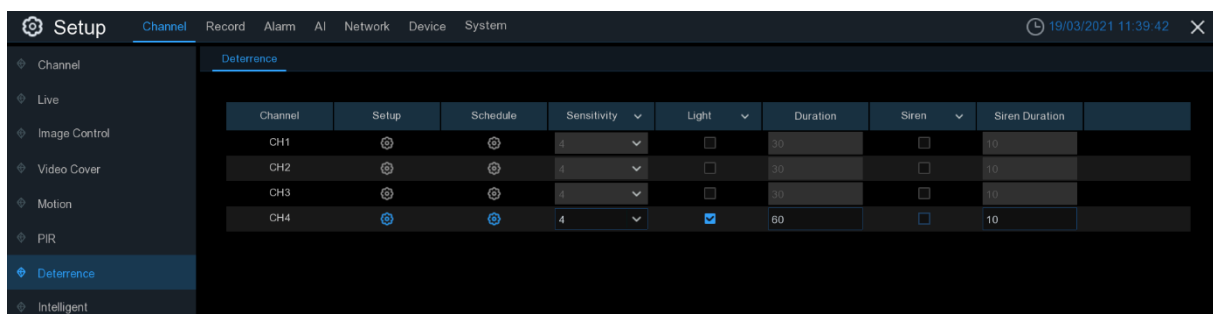 Setup Channel Record Alarm AI Network Device System 19/03/2021 11:39:42
Channel
Live
Image Control
Video Cover
Motion
PIR
Deterrence
Intelligent
Deterrence
Channel Setup Schedule Sensitivity Light Duration Siren Siren Duration
CH1 4 30 10
CH2 4 30 10
CH3 4 30 10
CH4 4 60 10